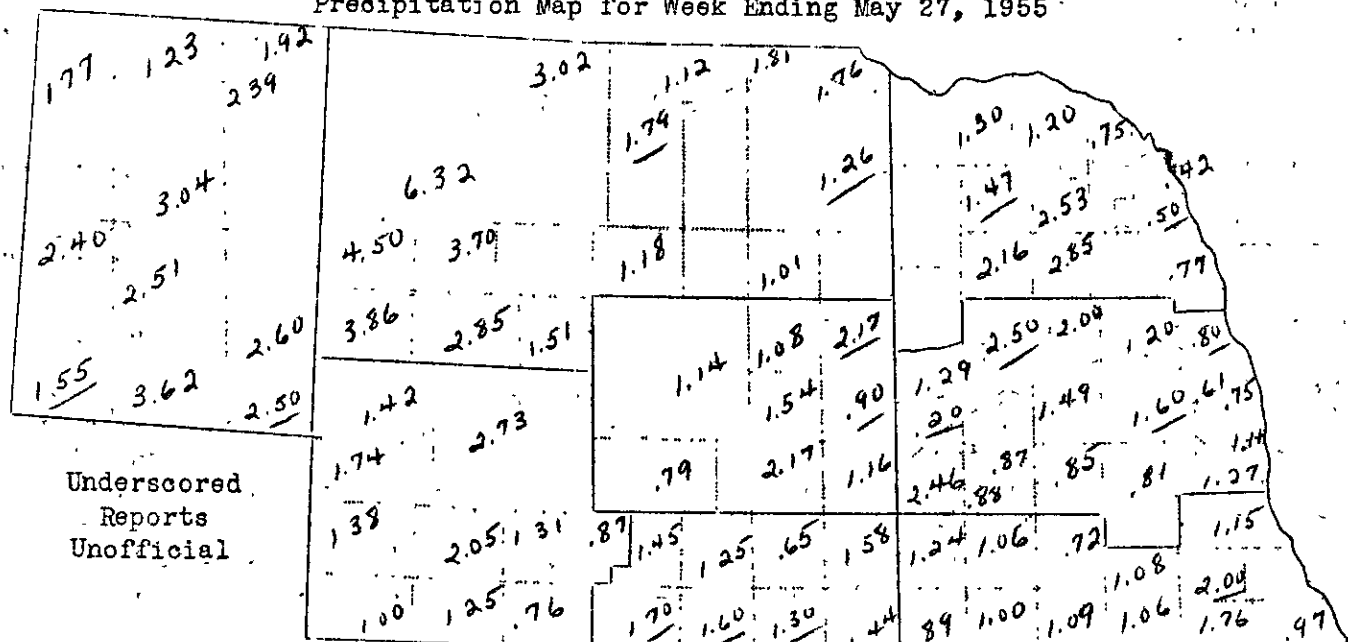 Precipitation Map for Week Ending May 27, 1955
1.77 1.23 1.92 3.02 1.12 1.81 1.76
2.39
1.79 1.30 1.20 .75
6.32 1.26 .42
3.04 1.47 2.53 .50
2.40 4.50 3.70 1.18 1.01 2.16 2.85 .77
2.51
2.60 3.86 2.85 1.51 1.14 1.08 2.17 2.50 2.00 1.20 .80
1.55 3.62 2.50 1.42 1.54 .90 1.29 .20 1.49 1.60 .61 .75
1.74 2.73 .79 2.17 1.16 2.46 .88 .87 .85 .81 1.14
1.27
Underscored
Reports
Unofficial
1.38 2.05 1.31 .87 1.45 1.25 .65 1.58 1.24 1.06 .72 1.15
1.00 1.25 .76 1.70 1.60 1.30 .44 .89 1.00 1.09 1.08 1.06 2.00 1.76 .97